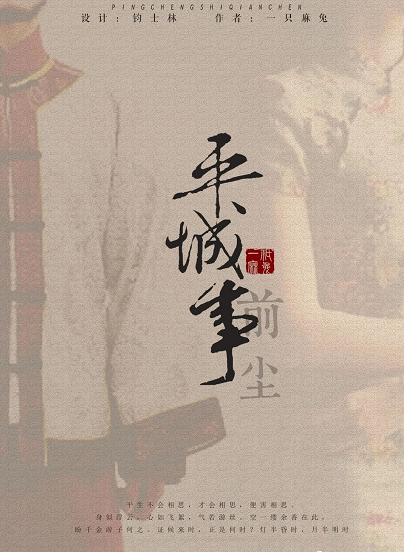 PINGCHENGSHIQIANCHEN
设计：钧士林 作者：一只麻兔
平城事
前尘
平生不会相思，才会相思，便害相思。
身似浮云，心如飞絮，气若游丝，空一缕余香在此，
盼千金游子何之。证候来时，正是何时？灯半昏时，月半明时